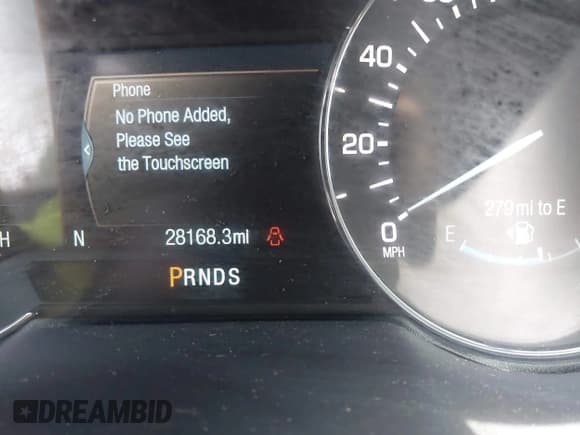 Phone
No Phone Added,
Please See
the Touchscreen
40
20
0
MPH
279 mi to E
E
H
N
28168.3mi
PRNDS
DREAMBID